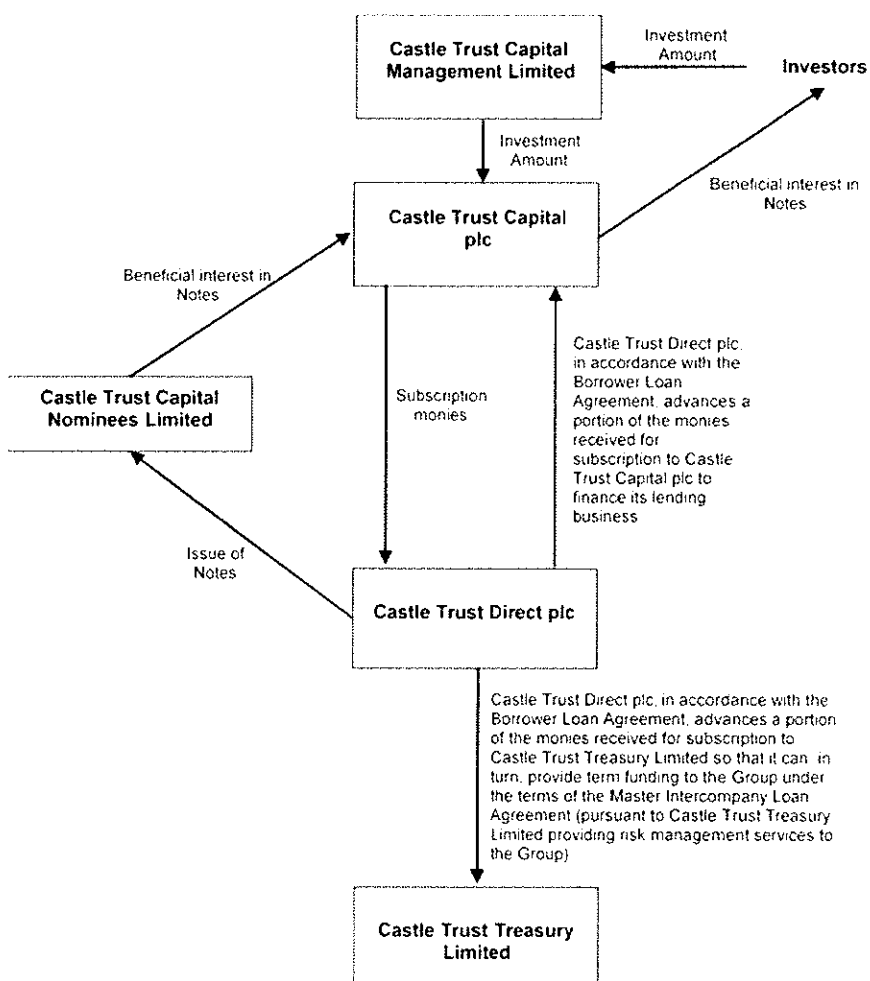 Castle Trust Capital
Management Limited
Investment
Amount
Investors
Investment
Amount
Beneficial interest in
Notes
Castle Trust Capital
plc
Beneficial interest in
Notes
Castle Trust Capital
Nominees Limited
Subscription
monies
Castle Trust Direct plc,
in accordance with the
Borrower Loan
Agreement, advances a
portion of the monies
received for
subscription to Castle
Trust Capital plc to
finance its lending
business
Issue of
Notes
Castle Trust Direct plc
Castle Trust Direct plc, in accordance with the
Borrower Loan Agreement, advances a portion
of the monies received for subscription to
Castle Trust Treasury Limited so that it can in
turn, provide term funding to the Group under
the terms of the Master Intercompany Loan
Agreement (pursuant to Castle Trust Treasury
Limited providing risk management services to
the Group)
Castle Trust Treasury
Limited